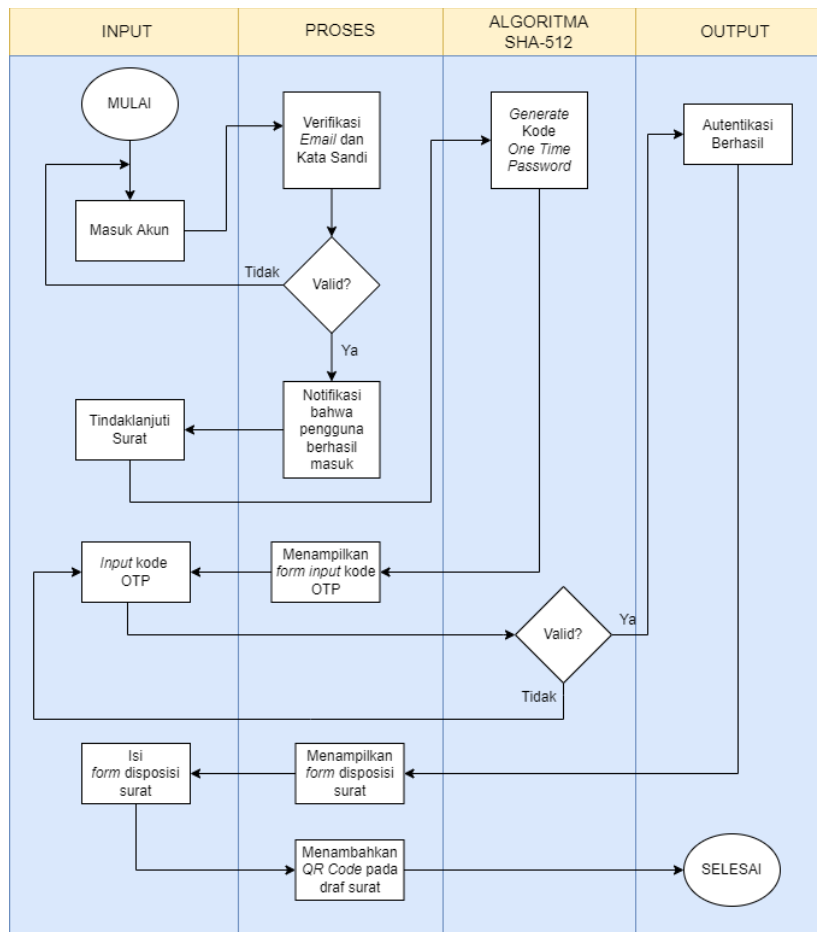 INPUT
PROSES
ALGORITMA
SHA-512
OUTPUT
MULAI
Verifikasi
Email dan
Kata Sandi
Generate
Kode
One Time
Password
Autentikasi
Berhasil
Masuk Akun
Tidak
Valid?
Ya
Tindaklanjuti
Surat
Notifikasi
bahwa
pengguna
berhasil
masuk
Input kode
OTP
Menampilkan
form input kode
OTP
Valid?
Ya
Tidak
Isi
form disposisi
surat
Menampilkan
form disposisi
surat
Menambahkan
QR Code pada
draf surat
SELESAI